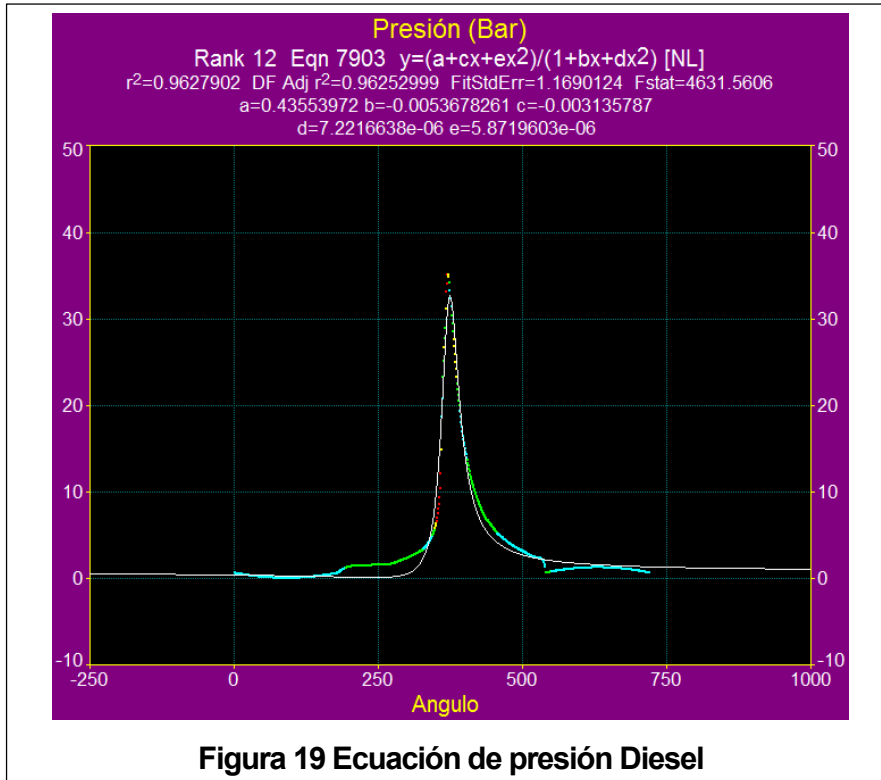 Presión (Bar)
Rank 12 Eqn 7903 y=(a+cx+ex2)/(1+bx+dx2) [NL]
r2=0.9627902 DF Adj r2=0.96252999 FitStdErr=1.1690124 Fstat=4631.5606
a=0.43553972 b=-0.0053678261 c=-0.003135787
d=7.2216638e-06 e=5.8719603e-06
50 50
40 40
30 30
20 20
10 10
0 0
-10 -10
-250 0 250 500 750 1000
Angulo
Figura 19 Ecuación de presión Diesel